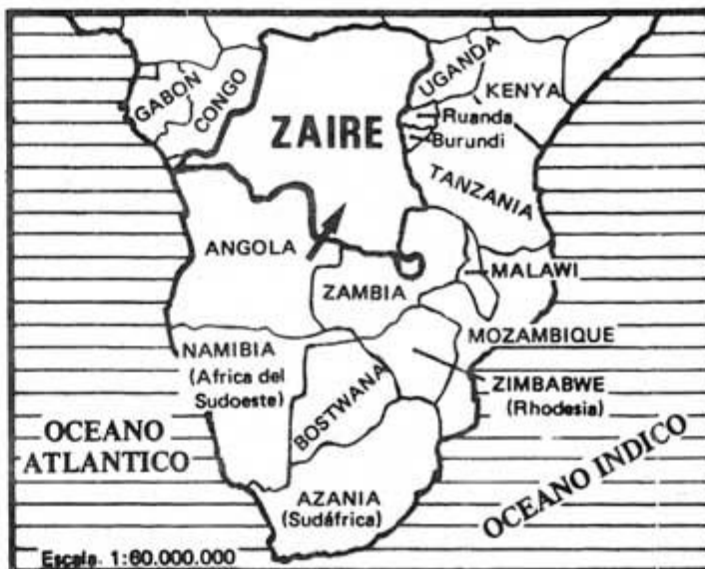 UGANDA
GABON
CONGO
KENYA
ZAIRE
Ruanda
Burundi
TANZANIA
ANGOLA
MALAWI
ZAMBIA
MOZAMBIQUE
NAMIBIA
(Africa del
Sudoeste)
ZIMBABWE
(Rhodesia)
BOSTWANA
OCEANO
ATLANTICO
OCEANO INDICO
AZANIA
(Sudáfrica)
Escala 1:60.000.000